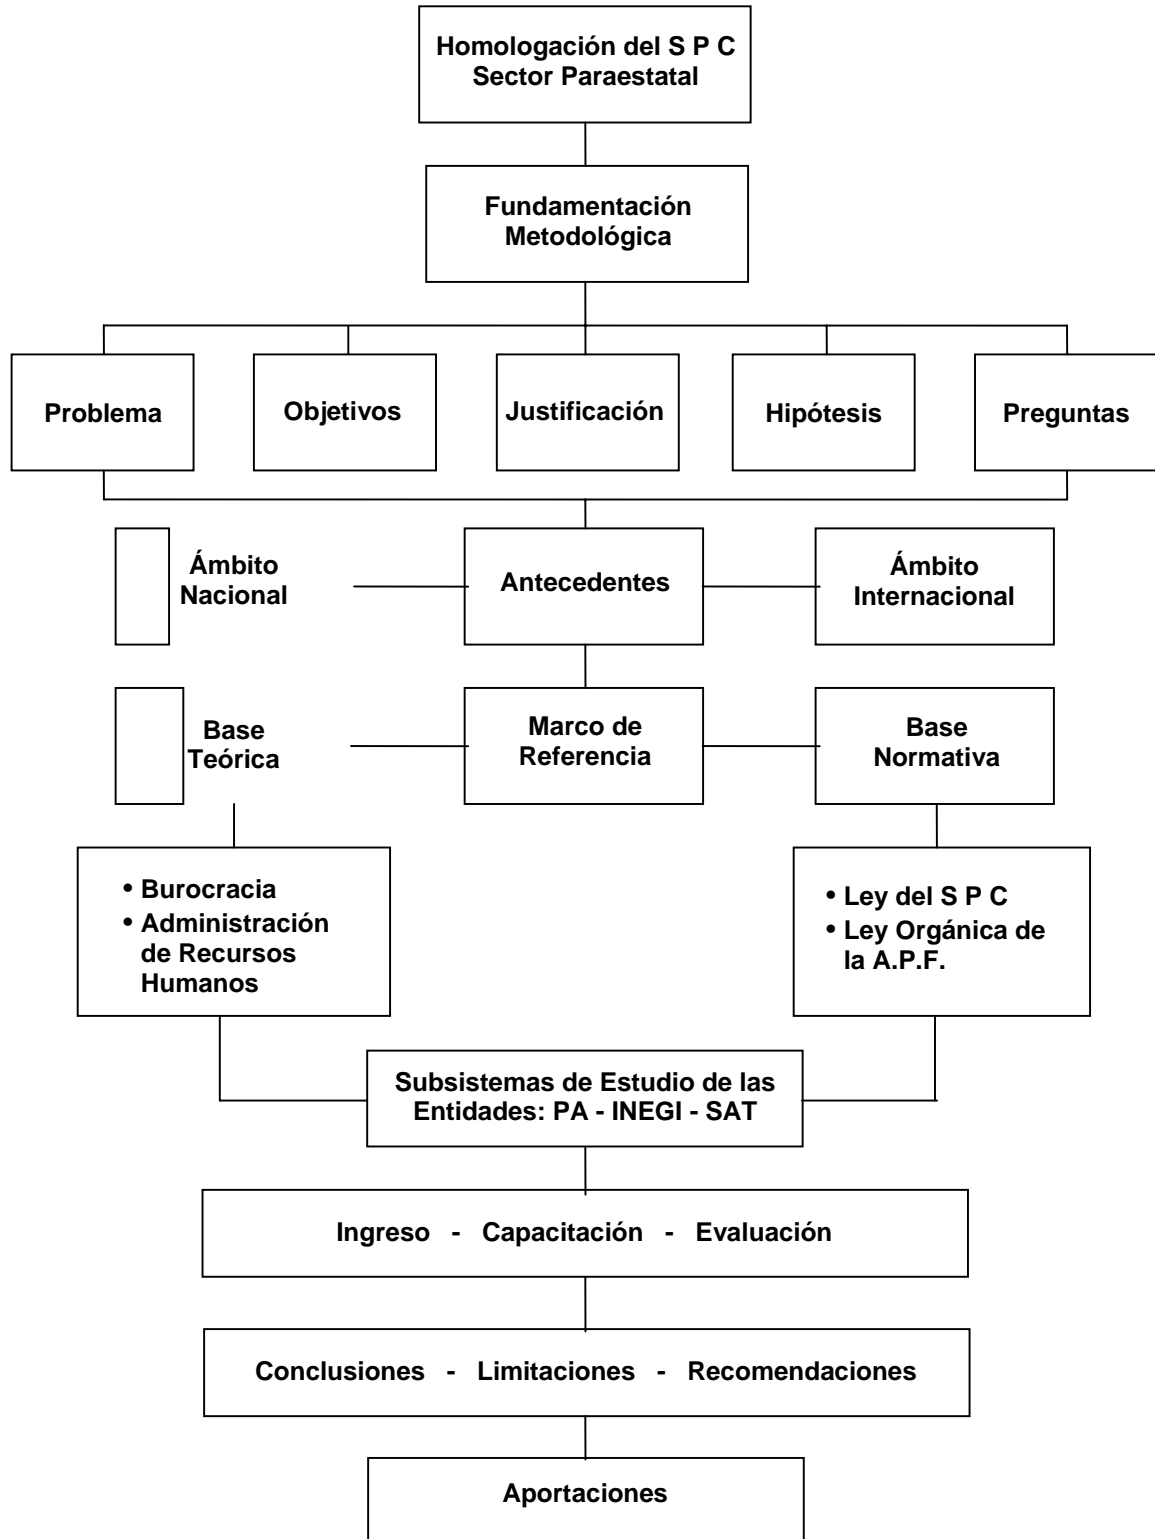 Homologación del S P C
Sector Paraestatal
Fundamentación
Metodológica
Problema
Objetivos
Justificación
Hipótesis
Preguntas
Ámbito
Nacional
Antecedentes
Ámbito
Internacional
Base
Teórica
Marco de
Referencia
Base
Normativa
• Burocracia
• Administración
de Recursos
Humanos
• Ley del S P C
• Ley Orgánica de
la A.P.F.
Subsistemas de Estudio de las
Entidades: PA - INEGI - SAT
Ingreso - Capacitación - Evaluación
Conclusiones - Limitaciones - Recomendaciones
Aportaciones